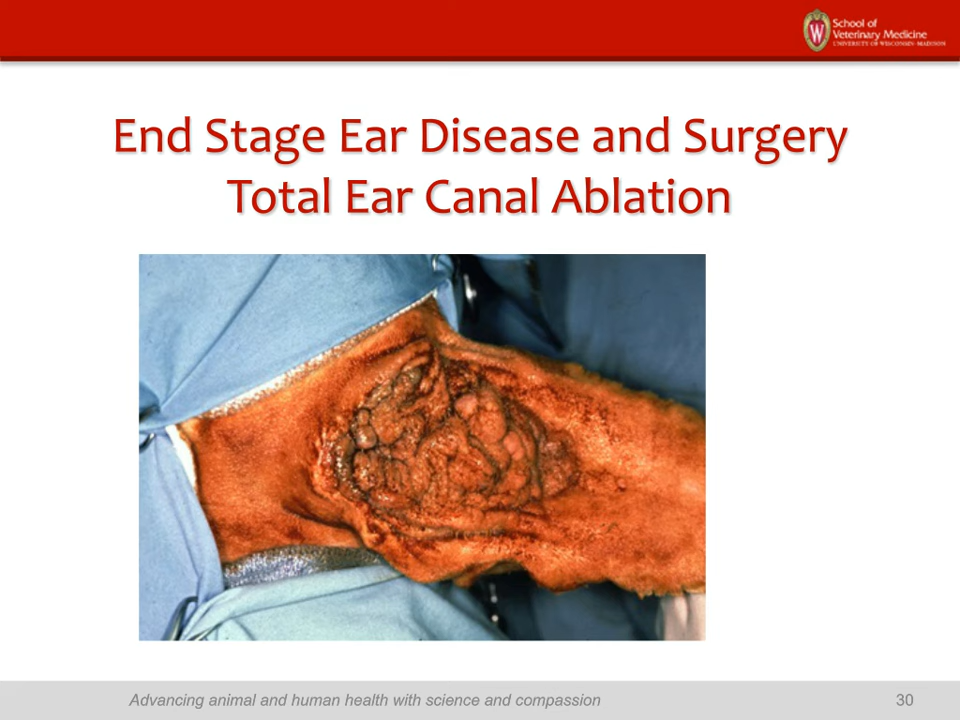 School of
Veterinary Medicine
UNIVERSITY OF WISCONSIN-MADISON
End Stage Ear Disease and Surgery
Total Ear Canal Ablation
Advancing animal and human health with science and compassion
30